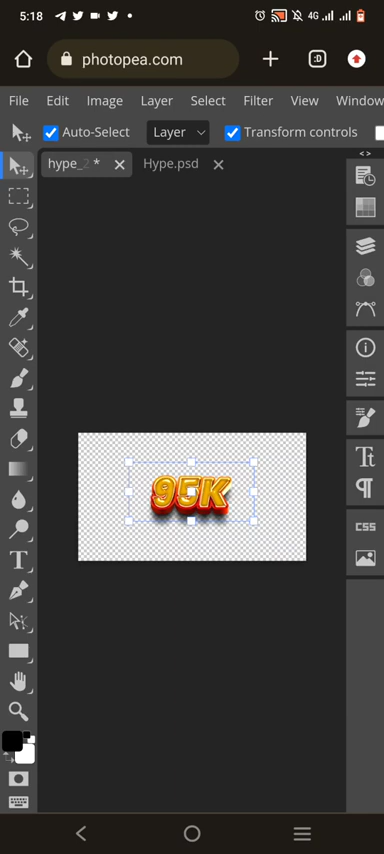 5:18
4G
photopea.com
:D
File Edit Image Layer Select Filter View Window
Auto-Select Layer Transform controls
< >
hype_2 * Hype.psd
95K
CSS